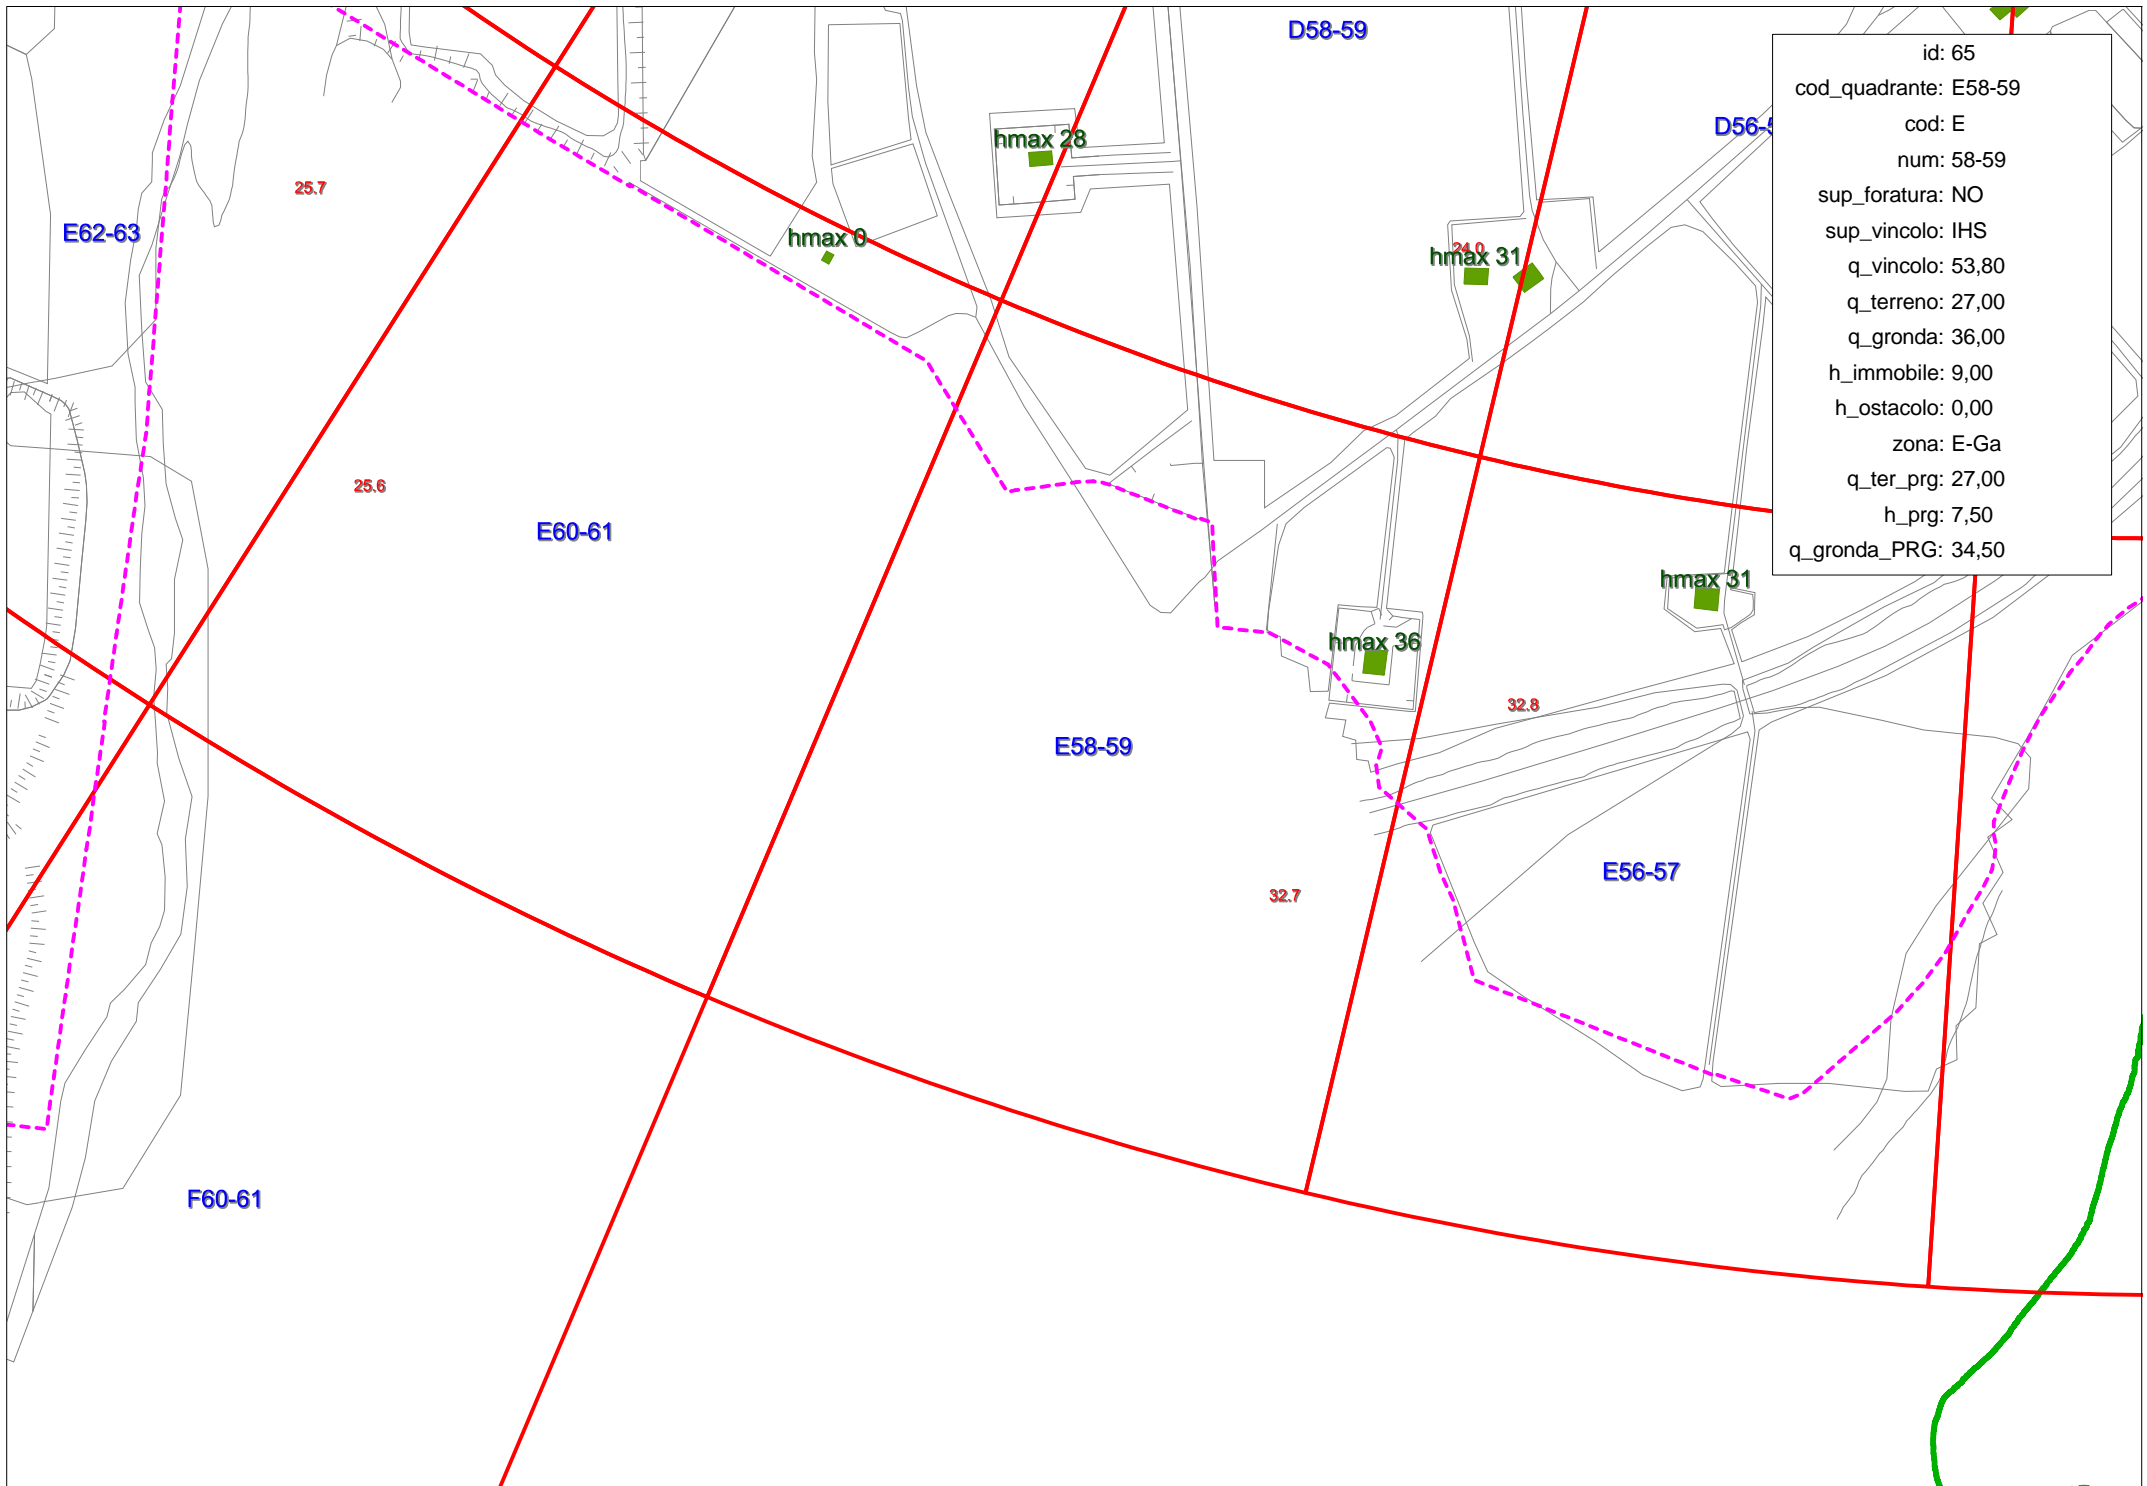 D58-59
id: 65
cod_quadrante: E58-59
cod: E
num: 58-59
sup_foratura: NO
sup_vincolo: IHS
q_vincolo: 53,80
q_terreno: 27,00
q_gronda: 36,00
h_immobile: 9,00
h_ostacolo: 0,00
zona: E-Ga
q_ter_prg: 27,00
h_prg: 7,50
q_gronda_PRG: 34,50
D56-5
hmax 28
25.7
E62-63
hmax 0
24.0
hmax 31
25.6
E60-61
hmax 31
hmax 36
32.8
E58-59
E56-57
32.7
F60-61